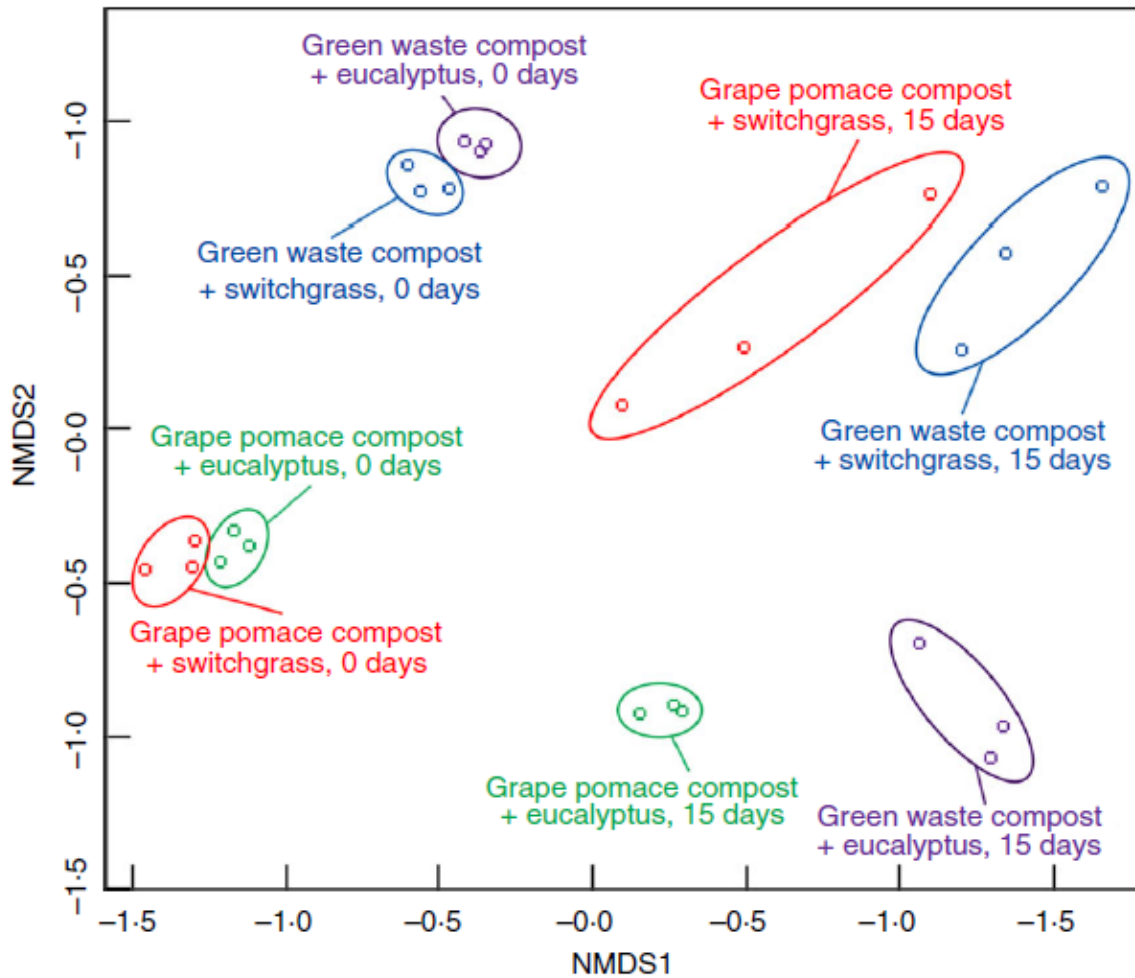 Green waste compost
+ eucalyptus, 0 days
Grape pomace compost
+ switchgrass, 15 days
Green waste compost
+ switchgrass, 0 days
Green waste compost
+ switchgrass, 15 days
Grape pomace compost
+ eucalyptus, 0 days
Grape pomace compost
+ switchgrass, 0 days
Grape pomace compost
+ eucalyptus, 15 days
Green waste compost
+ eucalyptus, 15 days
NMDS2
–1·0
–0·5
–0·0
–0·5
–1·0
–1·5
–1·5
–1·0
–0·5
–0·0
–0·5
–1·0
–1·5
NMDS1